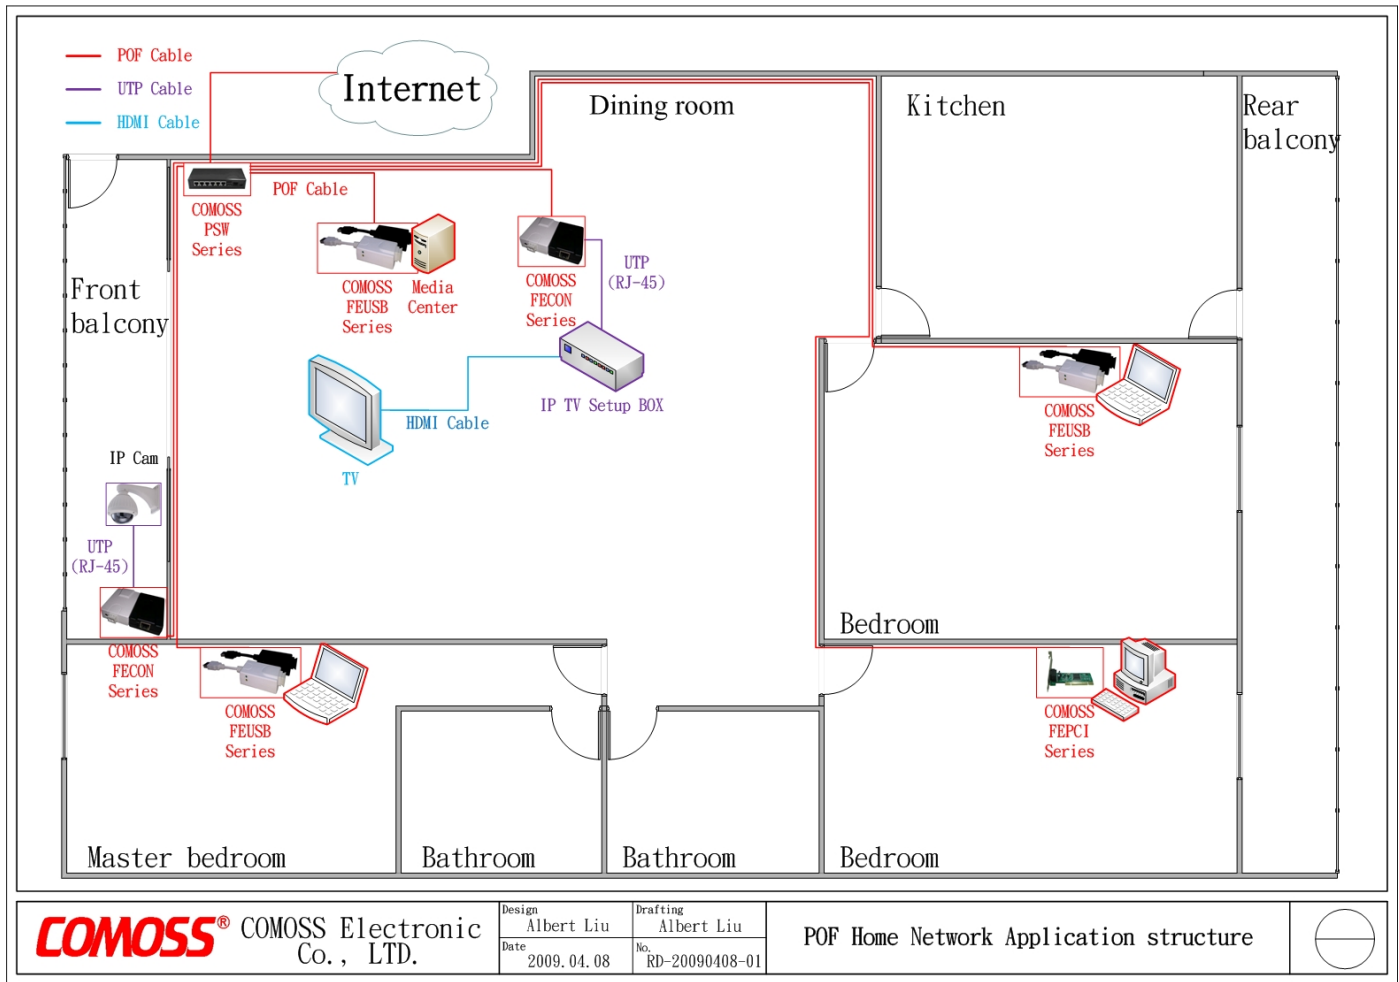 POF Cable
UTP Cable
HDMI Cable
Internet
Dining room
Kitchen
Rear
balcony
POF Cable
COMOSS
PSW
Series
COMOSS
FEUSB
Series
Media
Center
COMOSS
FECON
Series
UTP
(RJ-45)
Front
balcony
IP TV Setup BOX
HDMI Cable
TV
COMOSS
FEUSB
Series
IP Cam
UTP
(RJ-45)
COMOSS
FECON
Series
Bedroom
COMOSS
FEUSB
Series
COMOSS
FEPCI
Series
Master bedroom
Bathroom
Bathroom
Bedroom
COMOSS® COMOSS Electronic
Co., LTD.
Design
Albert Liu
Drafting
Albert Liu
Date
2009.04.08
No.
RD-20090408-01
POF Home Network Application structure